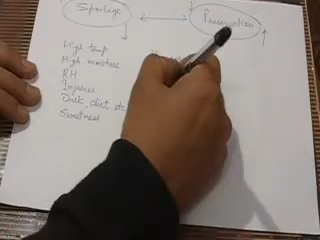 Spoilage
Preservation
High temp
High moisture
RH
Injuries
Dust, dirt etc
Sweetness